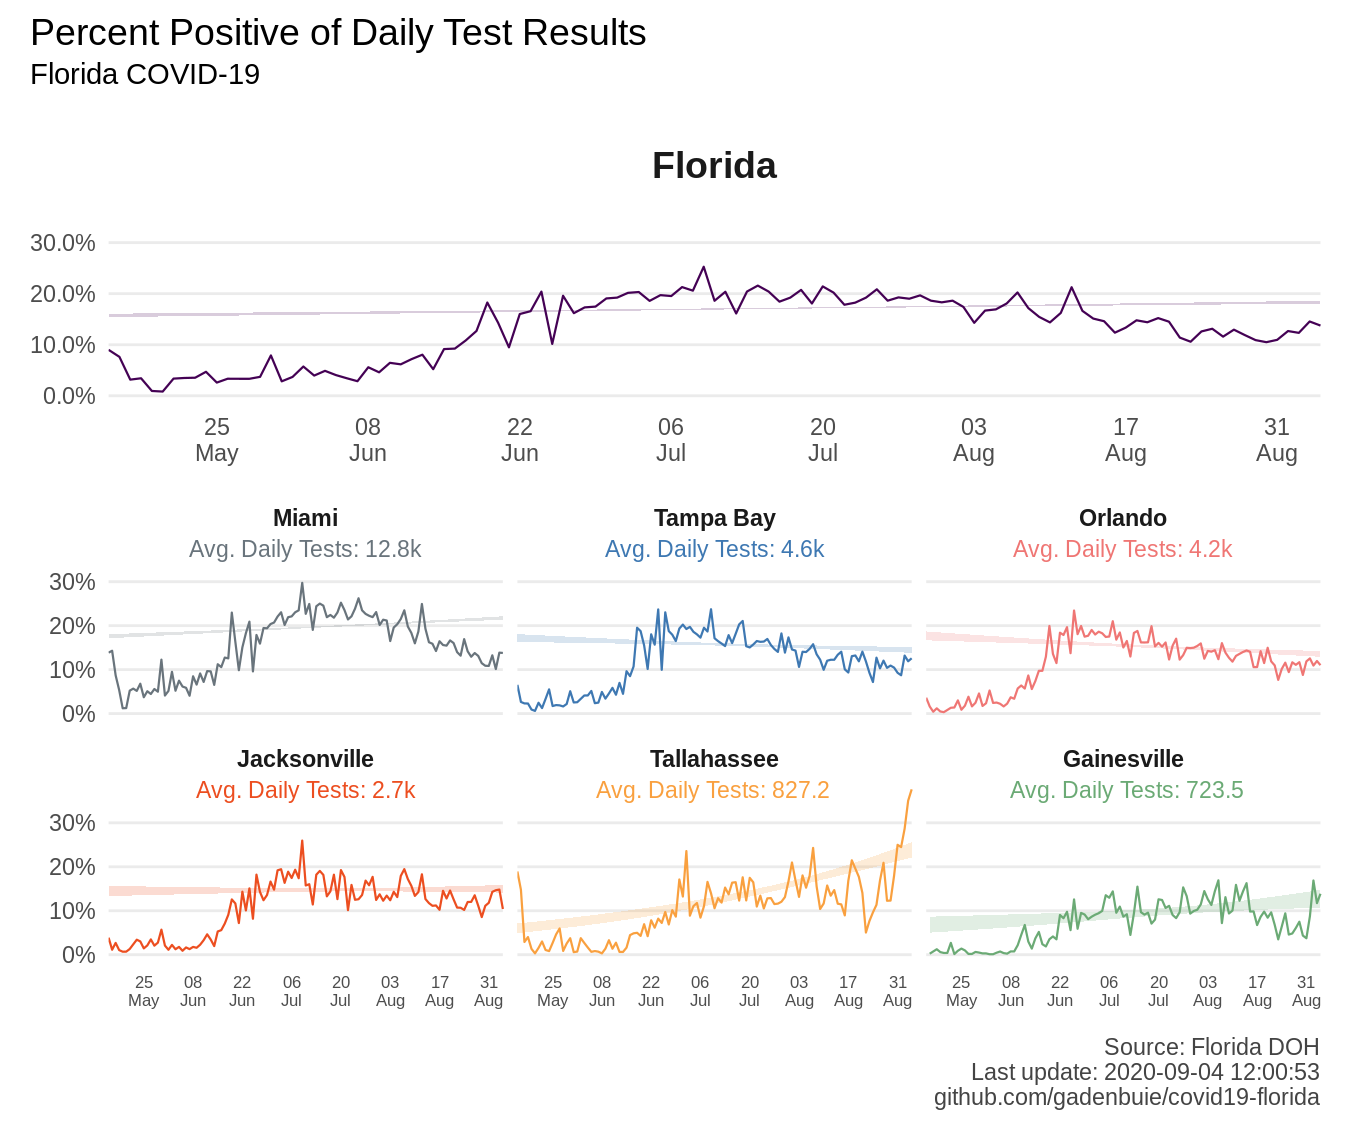 Percent Positive of Daily Test Results
Florida COVID-19
Florida
30.0%
20.0%
10.0%
0.0%
25 08 22 06 20 03 17 31
May Jun Jun Jul Jul Aug Aug Aug
Miami Tampa Bay Orlando
Avg. Daily Tests: 12.8k Avg. Daily Tests: 4.6k Avg. Daily Tests: 4.2k
30%
20%
10%
0%
Jacksonville Tallahassee Gainesville
Avg. Daily Tests: 2.7k Avg. Daily Tests: 827.2 Avg. Daily Tests: 723.5
30%
20%
10%
0%
25 08 22 06 20 03 17 31 25 08 22 06 20 03 17 31 25 08 22 06 20 03 17 31
May Jun Jun Jul Jul Aug Aug Aug May Jun Jun Jul Jul Aug Aug Aug May Jun Jun Jul Jul Aug Aug Aug
Source: Florida DOH
Last update: 2020-09-04 12:00:53
github.com/gadenbuie/covid19-florida